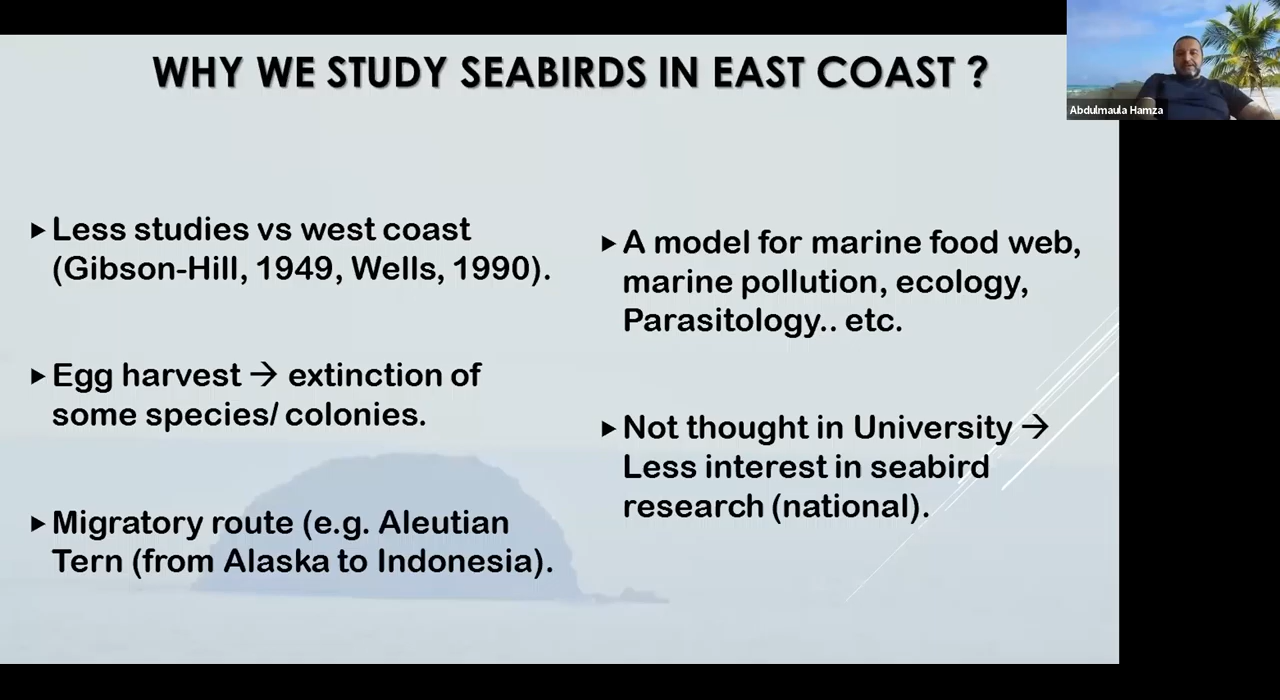 WHY WE STUDY SEABIRDS IN EAST COAST ?
Abdulmaula Hamza
▶Less studies vs west coast
(Gibson-Hill, 1949, Wells, 1990).
▶Egg harvest → extinction of
some species/ colonies.
▶Migratory route (e.g. Aleutian
Tern (from Alaska to Indonesia).
▶A model for marine food web,
marine pollution, ecology,
Parasitology.. etc.
▶Not thought in University →
Less interest in seabird
research (national).